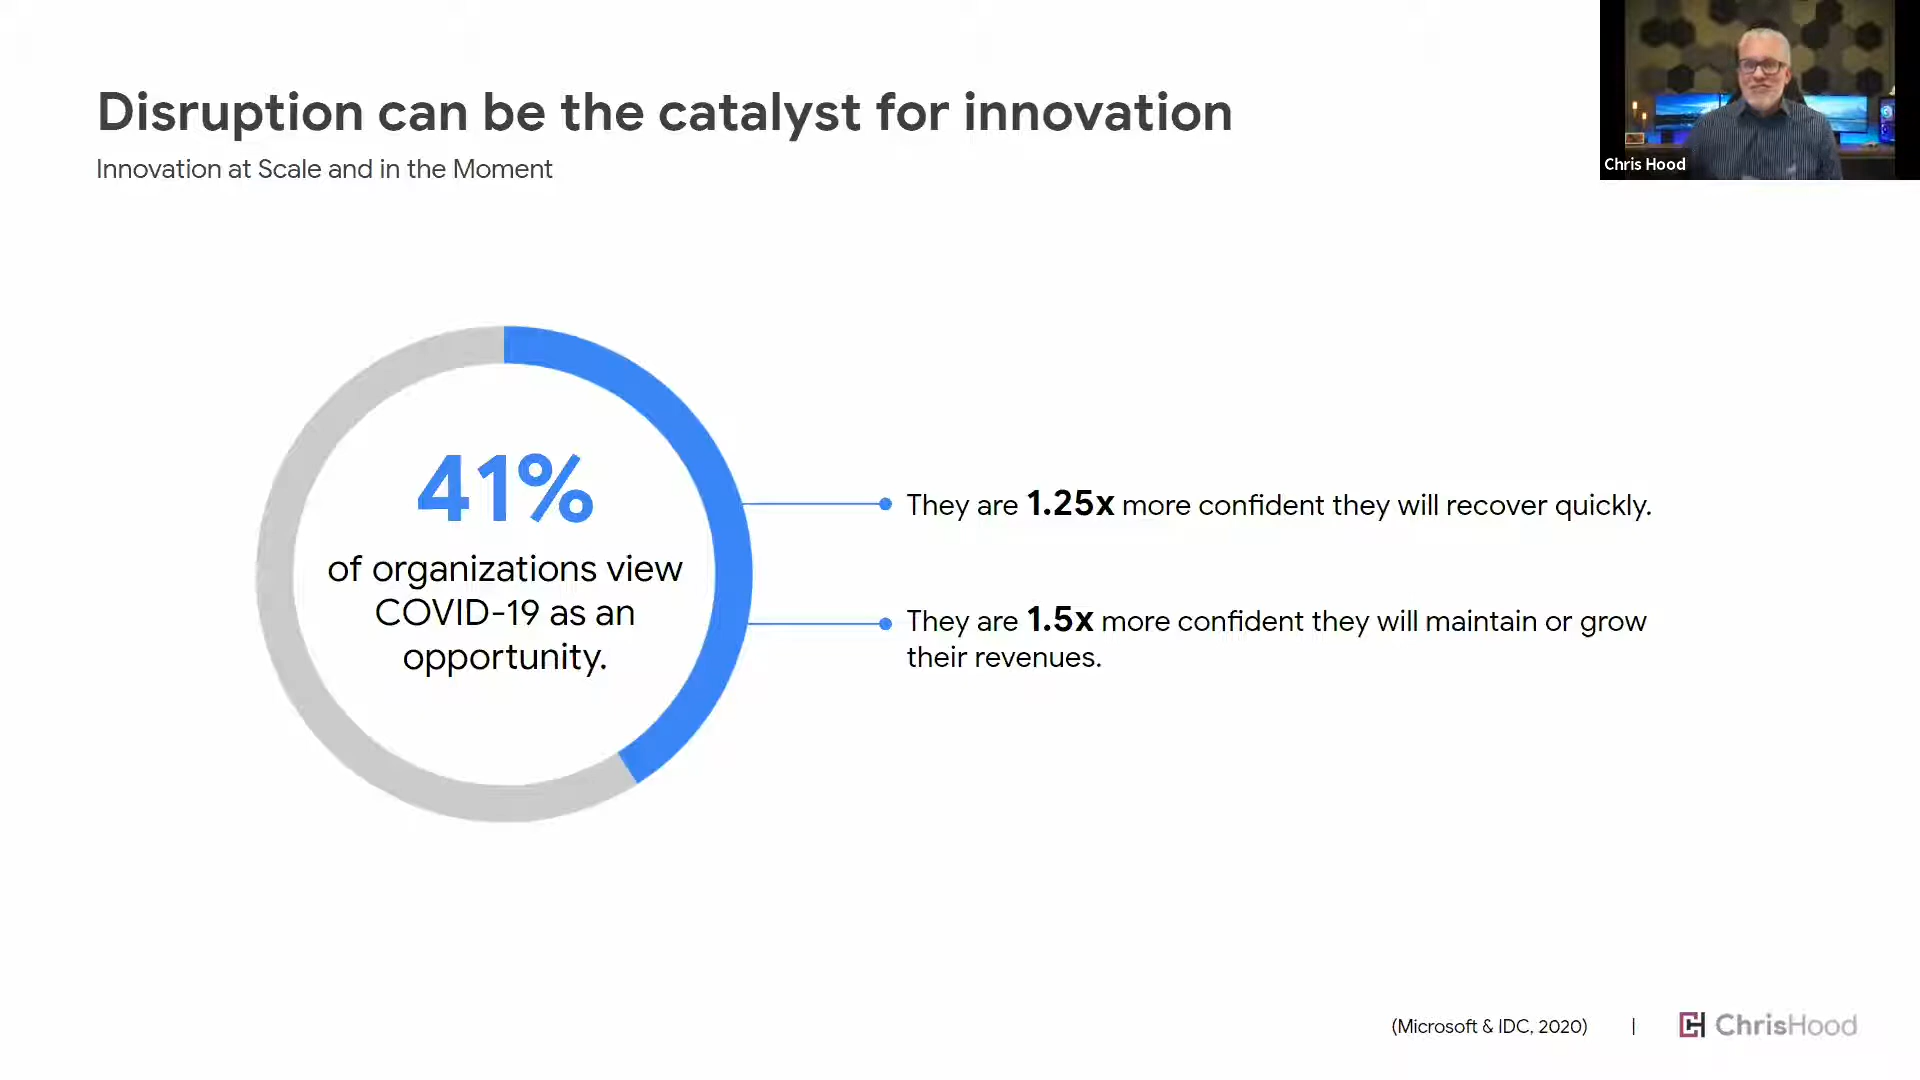 Disruption can be the catalyst for innovation
Innovation at Scale and in the Moment
Chris Hood
41%
of organizations view
COVID-19 as an
opportunity.
They are 1.25x more confident they will recover quickly.
They are 1.5x more confident they will maintain or grow
their revenues.
(Microsoft & IDC, 2020) | CH ChrisHood